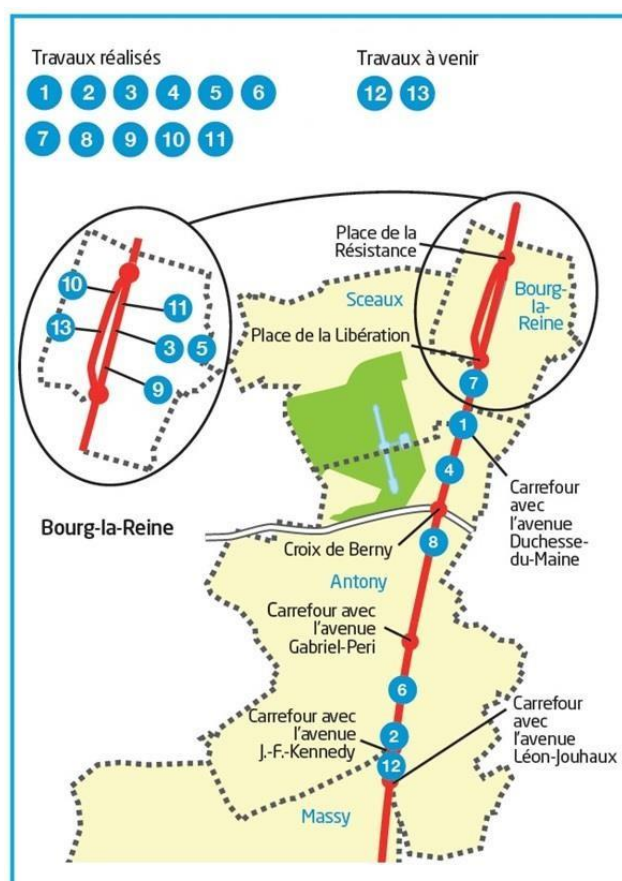 Travaux réalisés
1 2 3 4 5 6
7 8 9 10 11
Travaux à venir
12 13
10
11
13
3 5
9
Bourg-la-Reine
Place de la
Résistance
Sceaux
Bourg-
la-
Reine
Place de la Libération
7
1
4
Carrefour
avec
l'avenue
Duchesse-
du-Maine
Croix de Berny
8
Antony
Carrefour avec
l'avenue
Gabriel-Peri
6
Carrefour avec
l'avenue
J.-F.-Kennedy
2
12
Carrefour
avec
l'avenue
Léon-Jouhaux
Massy